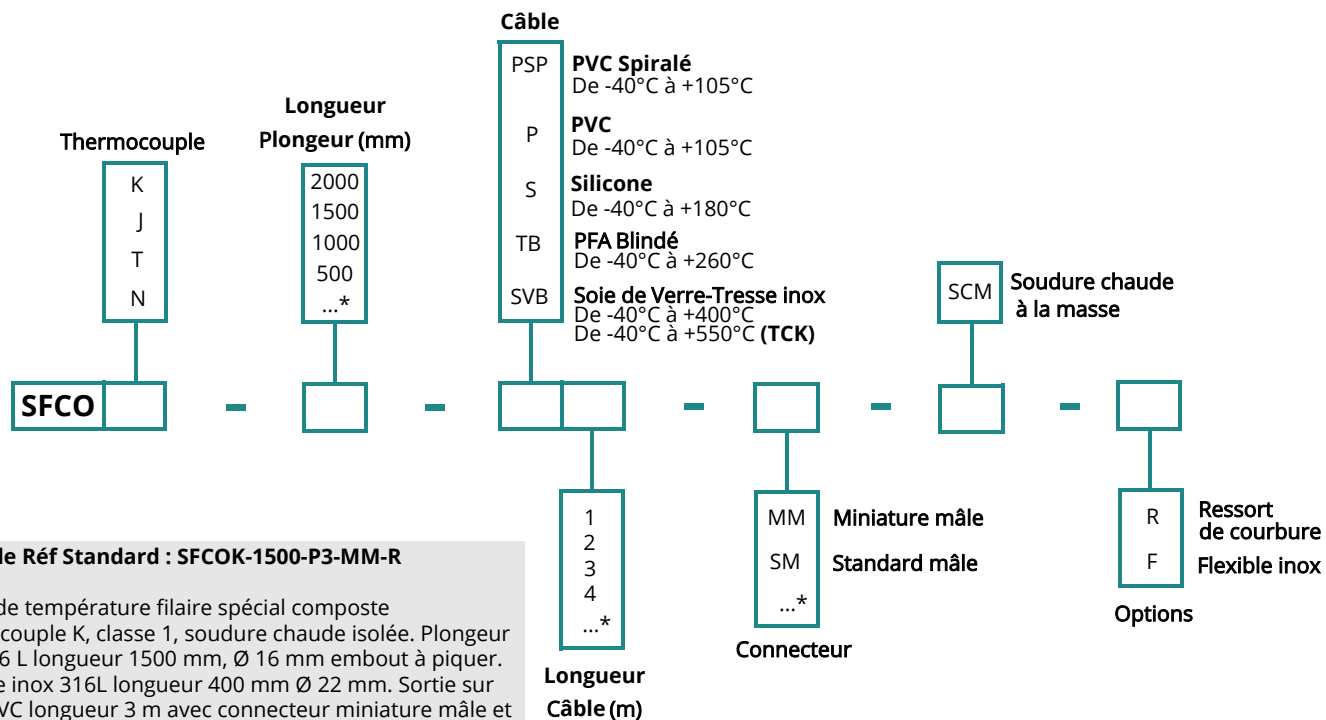 Câble
PSP
PVC Spiralé
De -40°C à +105°C
P
PVC
De -40°C à +105°C
S
Silicone
De -40°C à +180°C
TB
PFA Blindé
De -40°C à +260°C
SVB
Soie de Verre-Tresse inox
De -40°C à +400°C
De -40°C à +550°C (TCK)
Thermocouple
K
J
T
N
Longueur
Plongeur (mm)
2000
1500
1000
500
...*
SCM
Soudure chaude
à la masse
SFCO - - - - -
1
2
3
4
...*
Longueur
Câble (m)
MM Miniature mâle
SM Standard mâle
...*
Connecteur
R
Ressort
de courbure
F Flexible inox
Options
le Réf Standard : SFCOK-1500-P3-MM-R
de température filaire spécial composte
couple K, classe 1, soudure chaude isolée. Plongeur
6 L longueur 1500 mm, Ø 16 mm embout à piquer.
e inox 316L longueur 400 mm Ø 22 mm. Sortie sur
VC longueur 3 m avec connecteur miniature mâle et